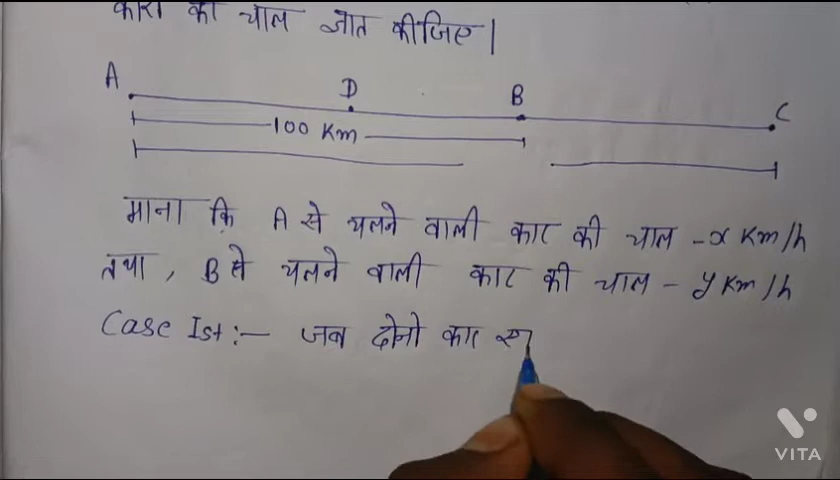 कारों की चाल ज्ञात कीजिए।
A D B C
100 Km
माना कि A से चलने वाली कार की चाल - x Km/h
तथा, B से चलने वाली कार की चाल - y Km/h
Case Ist :- जब दोनो कार
VITA